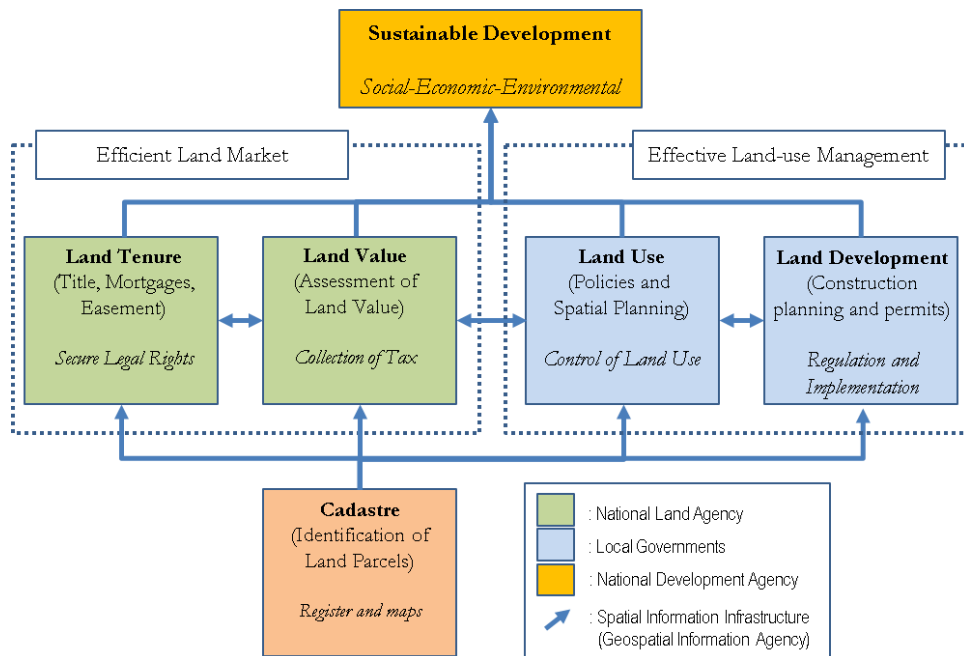 Sustainable Development
Social-Economic-Environmental
Efficient Land Market
Effective Land-use Management
Land Tenure
(Title, Mortgages,
Easement)
Secure Legal Rights
Land Value
(Assessment of
Land Value)
Collection of Tax
Land Use
(Policies and
Spatial Planning)
Control of Land Use
Land Development
(Construction
planning and permits)
Regulation and
Implementation
Cadastre
(Identification of
Land Parcels)
Register and maps
: National Land Agency
: Local Governments
: National Development Agency
: Spatial Information Infrastructure
(Geospatial Information Agency)